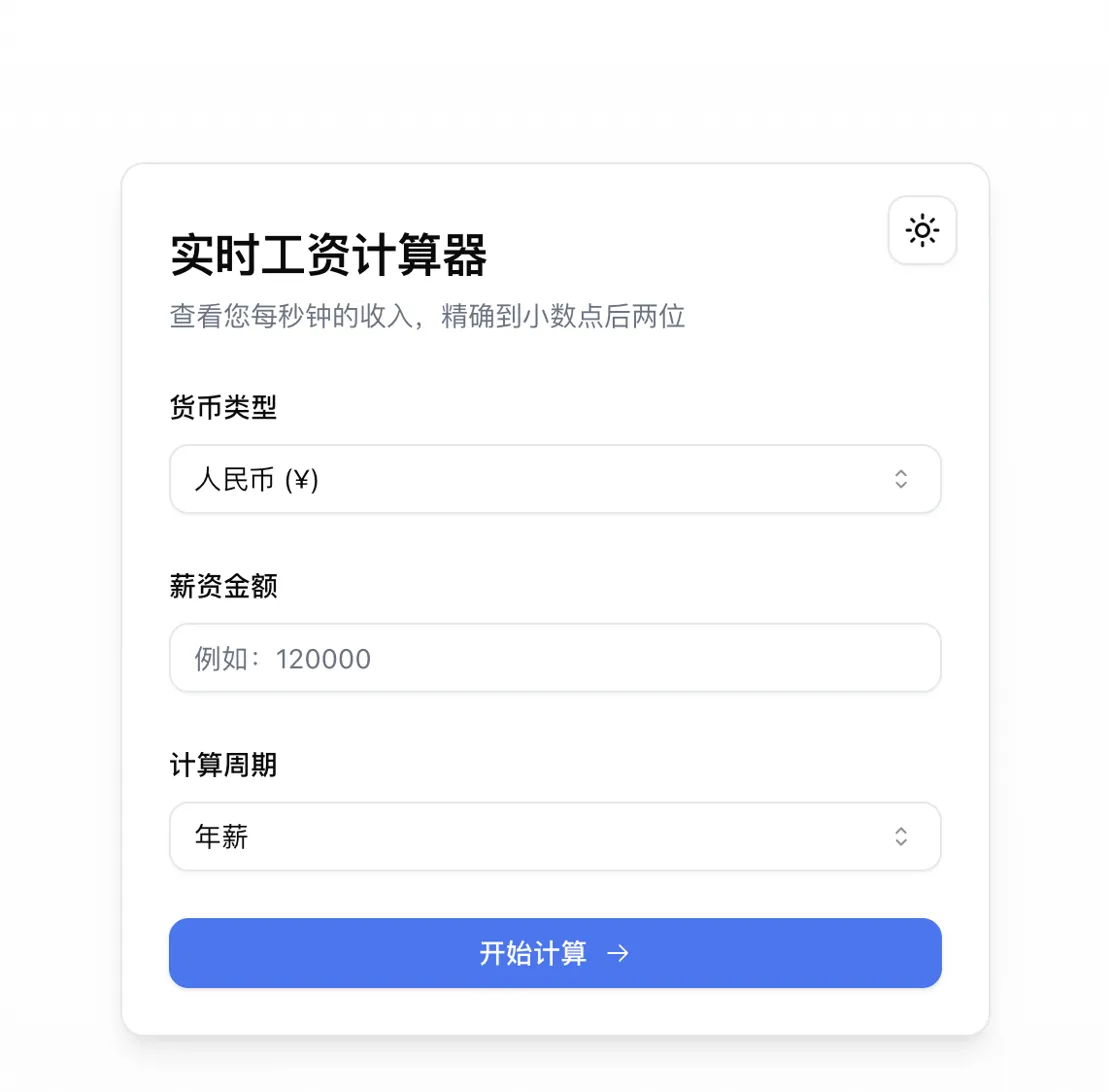 实时工资计算器
查看您每秒钟的收入，精确到小数点后两位
货币类型
人民币 (¥)
薪资金额
例如：120000
计算周期
年薪
开始计算 →